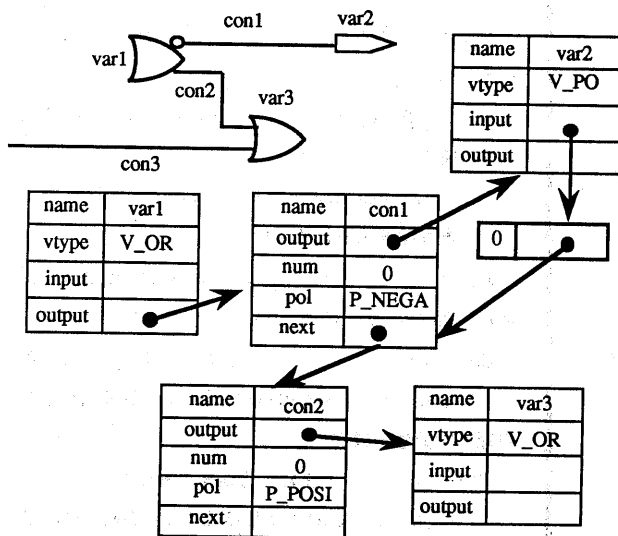 con1
var2
var1
con2
var3
con3
name var2
vtype V_PO
input
output
name var1
vtype V_OR
input
output
name con1
output
num 0
pol P_NEGA
next
0
name con2
output
num 0
pol P_POSI
next
name var3
vtype V_OR
input
output